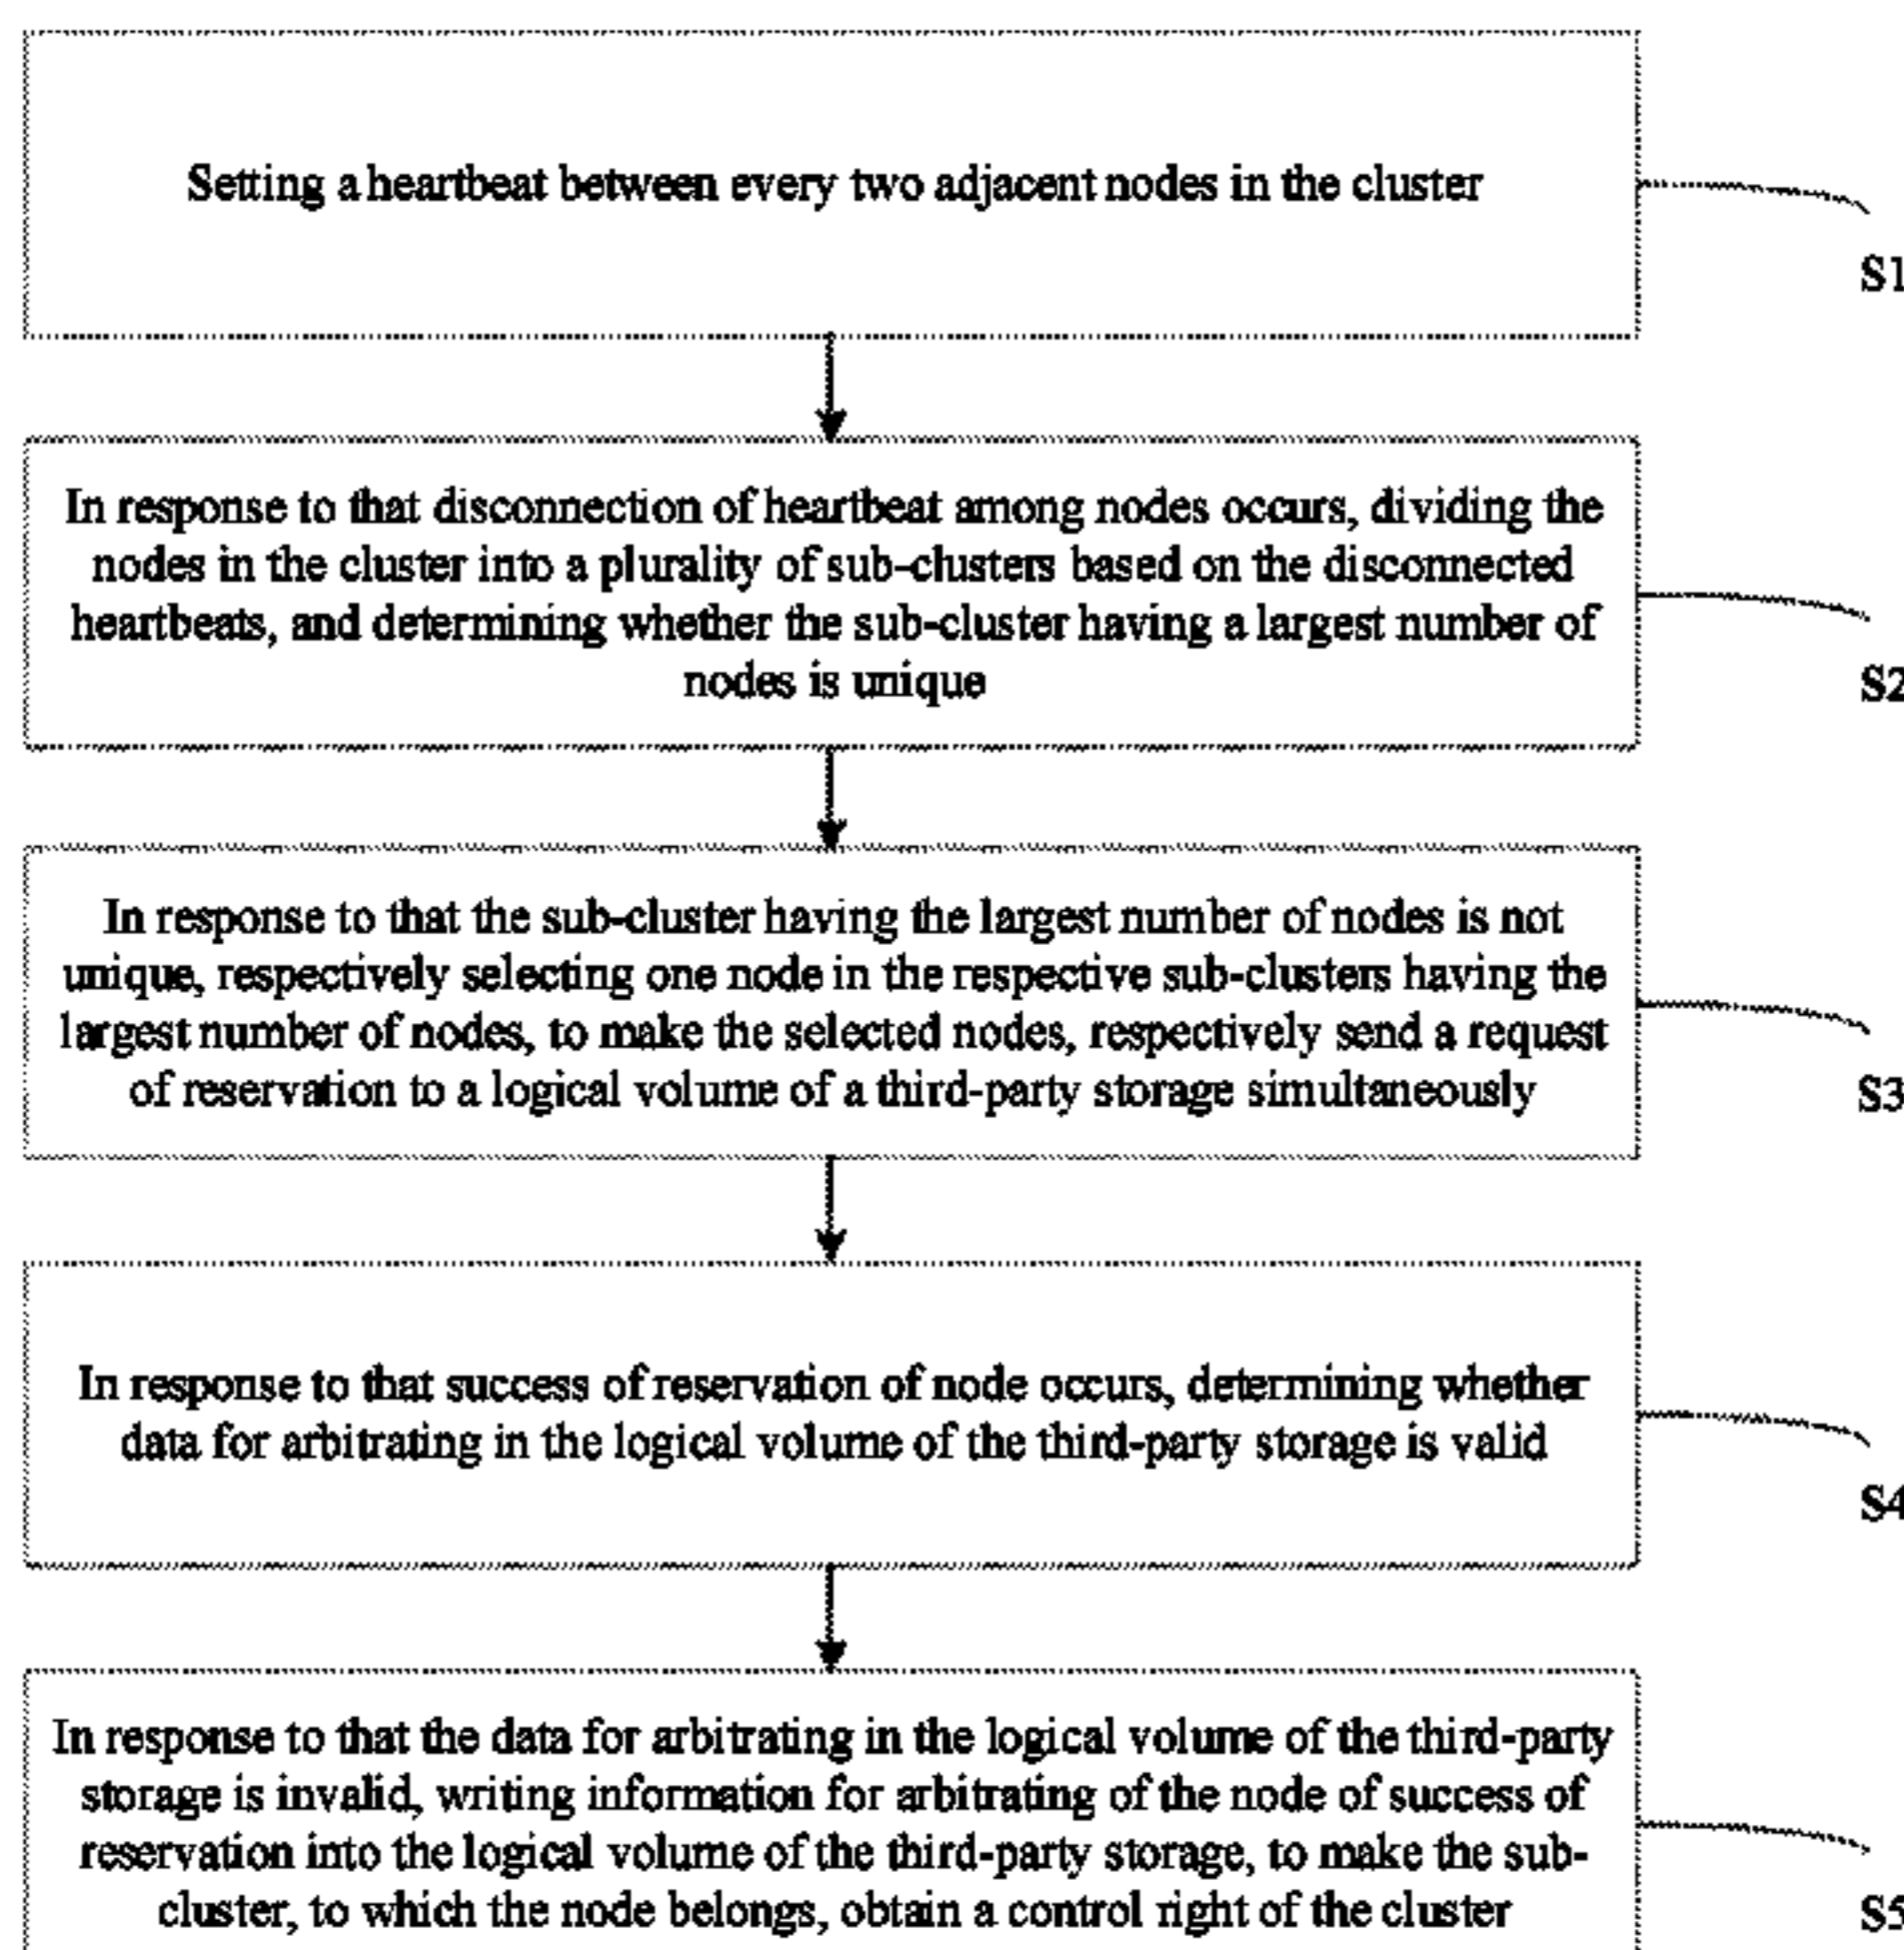 Setting a heartbeat between every two adjacent nodes in the cluster
S1
In response to that disconnection of heartbeat among nodes occurs, dividing the
nodes in the cluster into a plurality of sub-clusters based on the disconnected
heartbeats, and determining whether the sub-cluster having a largest number of
nodes is unique
S2
In response to that the sub-cluster having the largest number of nodes is not
unique, respectively selecting one node in the respective sub-clusters having the
largest number of nodes, to make the selected nodes, respectively send a request
of reservation to a logical volume of a third-party storage simultaneously
S3
In response to that success of reservation of node occurs, determining whether
data for arbitrating in the logical volume of the third-party storage is valid
S4
In response to that the data for arbitrating in the logical volume of the third-party
storage is invalid, writing information for arbitrating of the node of success of
reservation into the logical volume of the third-party storage, to make the sub-
cluster, to which the node belongs, obtain a control right of the cluster
S5